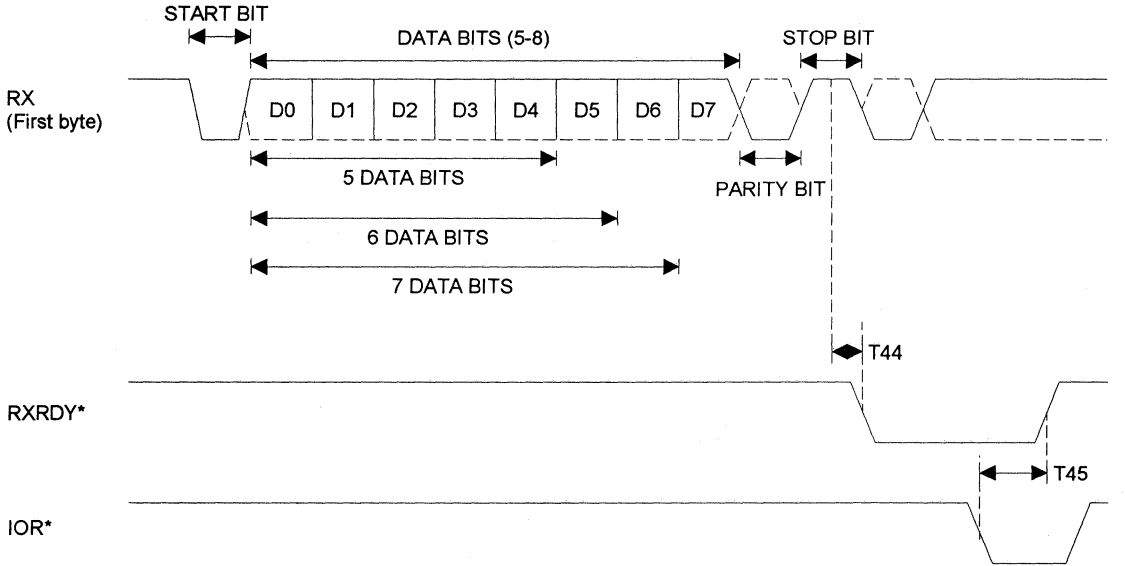 START BIT
DATA BITS (5-8)
STOP BIT
RX
(First byte)
D0 D1 D2 D3 D4 D5 D6 D7
5 DATA BITS
PARITY BIT
6 DATA BITS
7 DATA BITS
T44
RXRDY*
T45
IOR*